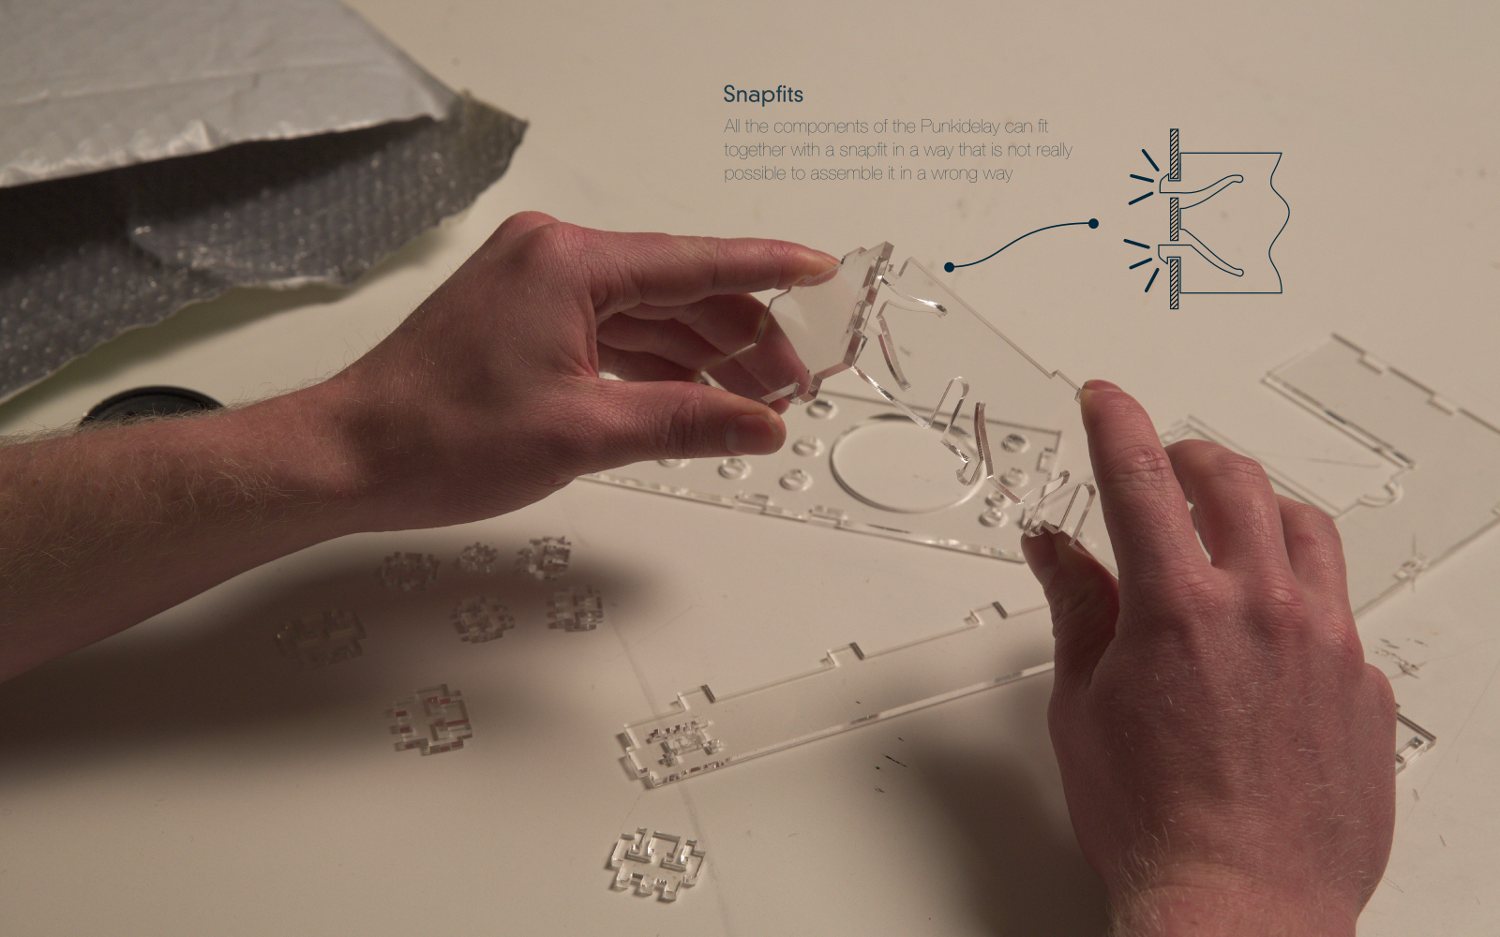 Snapfits
All the components of the Punkidelay can fit
together with a snapfit in a way that is not really
possible to assemble it in a wrong way